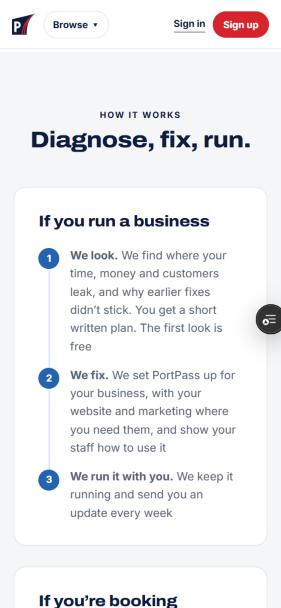 P
Browse ▾
Sign in
Sign up
HOW IT WORKS
Diagnose, fix, run.
If you run a business
1
We look. We find where your
time, money and customers
leak, and why earlier fixes
didn’t stick. You get a short
written plan. The first look is
free
2
We fix. We set PortPass up for
your business, with your
website and marketing where
you need them, and show your
staff how to use it
3
We run it with you. We keep it
running and send you an
update every week
If you’re booking